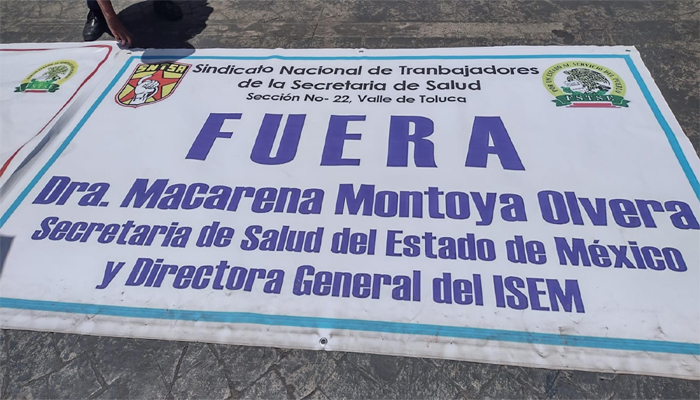 SNTSA
Sindicato Nacional de Tranbajadores
de la Secretaria de Salud
Sección No- 22, Valle de Toluca
FUERA
Dra. Macarena Montoya Olvera
Secretaria de Salud del Estado de México
y Directora General del ISEM